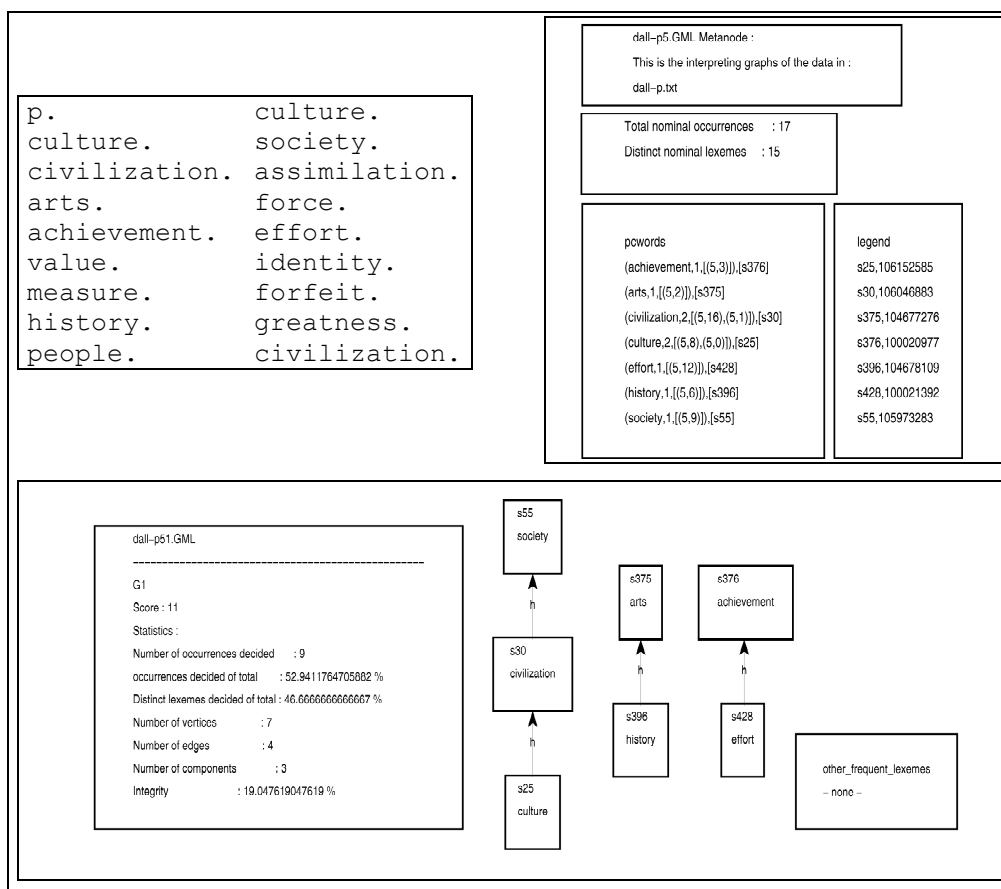 p. culture.
culture. society.
civilization. assimilation.
arts. force.
achievement. effort.
value. identity.
measure. forfeit.
history. greatness.
people. civilization.
dall–p5.GML Metanode :
This is the interpreting graphs of the data in :
dall–p.txt
Total nominal occurrences : 17
Distinct nominal lexemes : 15
pcwords
(achievement,1,[(5,3)]),[s376]
(arts,1,[(5,2)]),[s375]
(civilization,2,[(5,16),(5,1)]),[s30]
(culture,2,[(5,8),(5,0)]),[s25]
(effort,1,[(5,12)]),[s428]
(history,1,[(5,6)]),[s396]
(society,1,[(5,9)]),[s55]
legend
s25,106152585
s30,106046883
s375,104677276
s376,100020977
s396,104678109
s428,100021392
s55,105973283
dall–p51.GML
--------------------------------------------------
G1
Score : 11
Statistics :
Number of occurrences decided : 9
occurrences decided of total : 52.9411764705882 %
Distinct lexemes decided of total : 46.6666666666667 %
Number of vertices : 7
Number of edges : 4
Number of components : 3
Integrity : 19.047619047619 %
s55
society
h
s30
civilization
h
s25
culture
s375
arts
h
s396
history
s376
achievement
h
s428
effort
other_frequent_lexemes
– none –